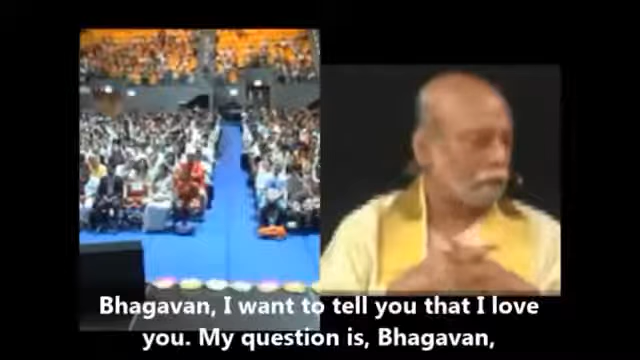 Bhagavan, I want to tell you that I love
you. My question is, Bhagavan,